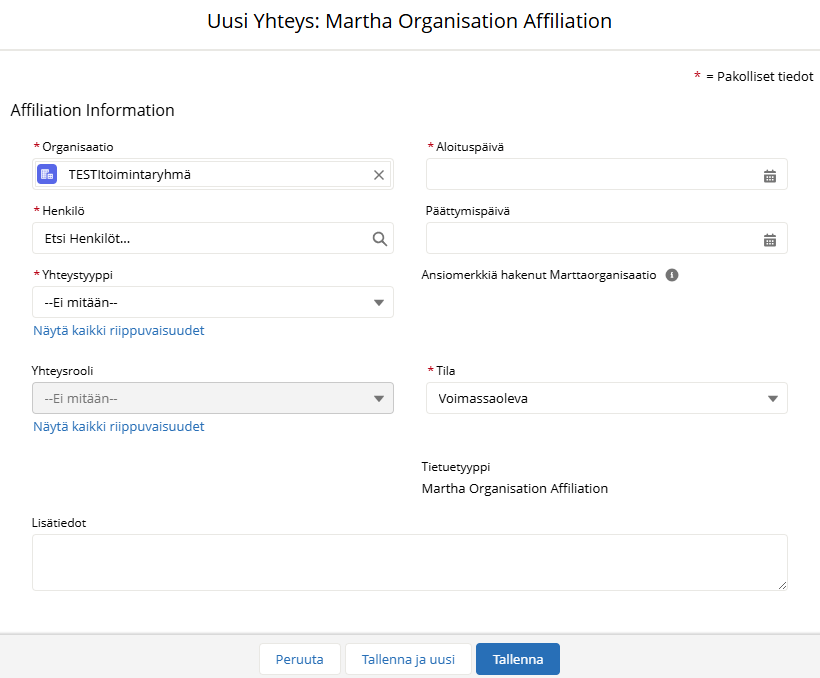 Uusi Yhteys: Martha Organisation Affiliation
* = Pakolliset tiedot
Affiliation Information
* Organisaatio
TESTItoimintaryhmä
* Aloituspäivä
* Henkilö
Etsi Henkilöt...
Päättymispäivä
* Yhteystyyppi
--Ei mitään--
Näytä kaikki riippuvaisuudet
Ansiomerkkiä hakenut Marttaorganisaatio
Yhteysrooli
--Ei mitään--
Näytä kaikki riippuvaisuudet
* Tila
Voimassaoleva
Tietuetyyppi
Martha Organisation Affiliation
Lisätiedot
Peruuta
Tallenna ja uusi
Tallenna